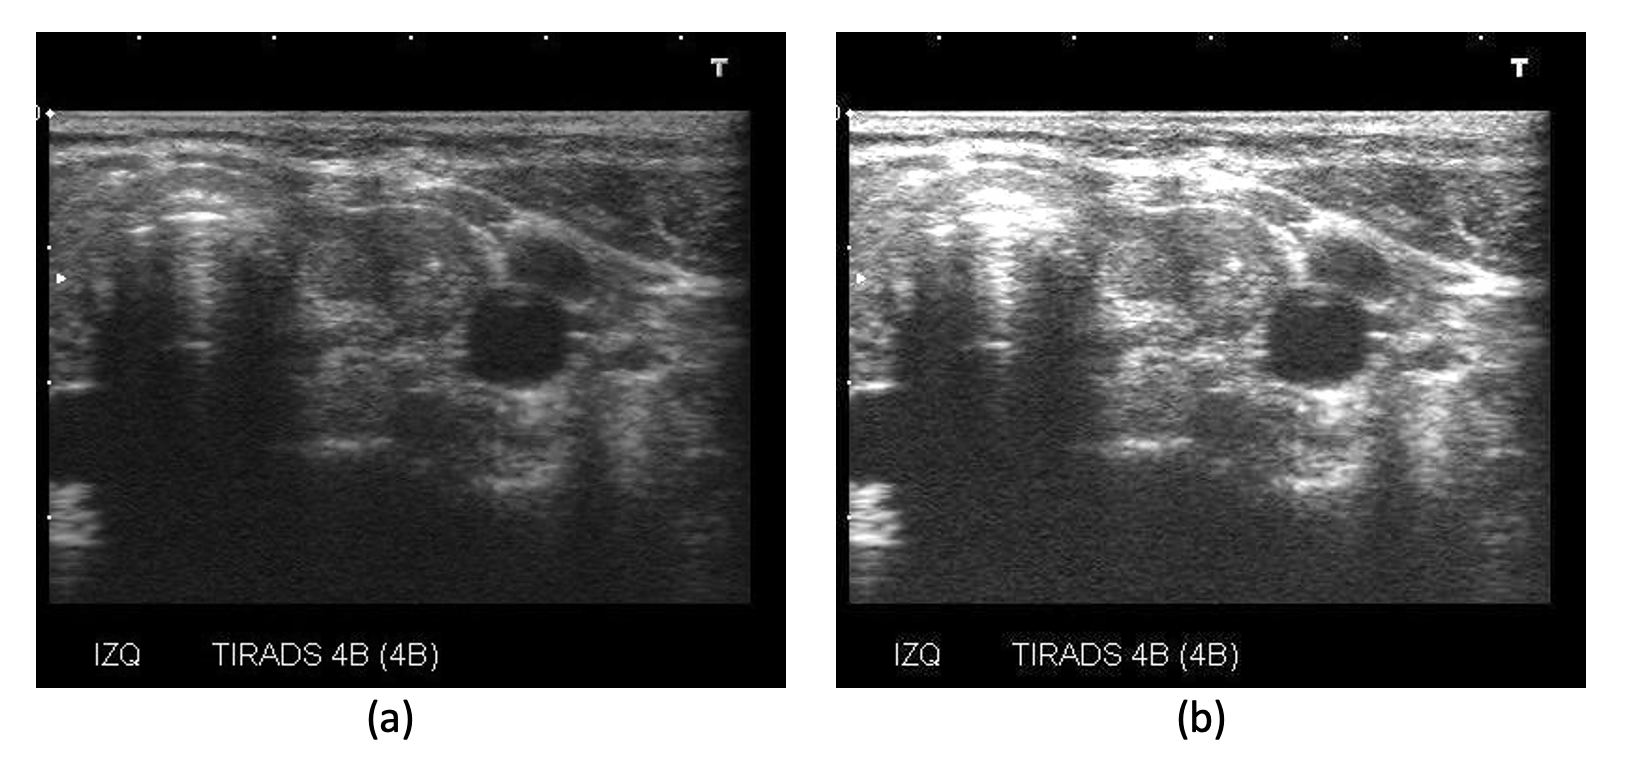 T
T
IZQ TIRADS 4B (4B)
IZQ TIRADS 4B (4B)
(a)
(b)